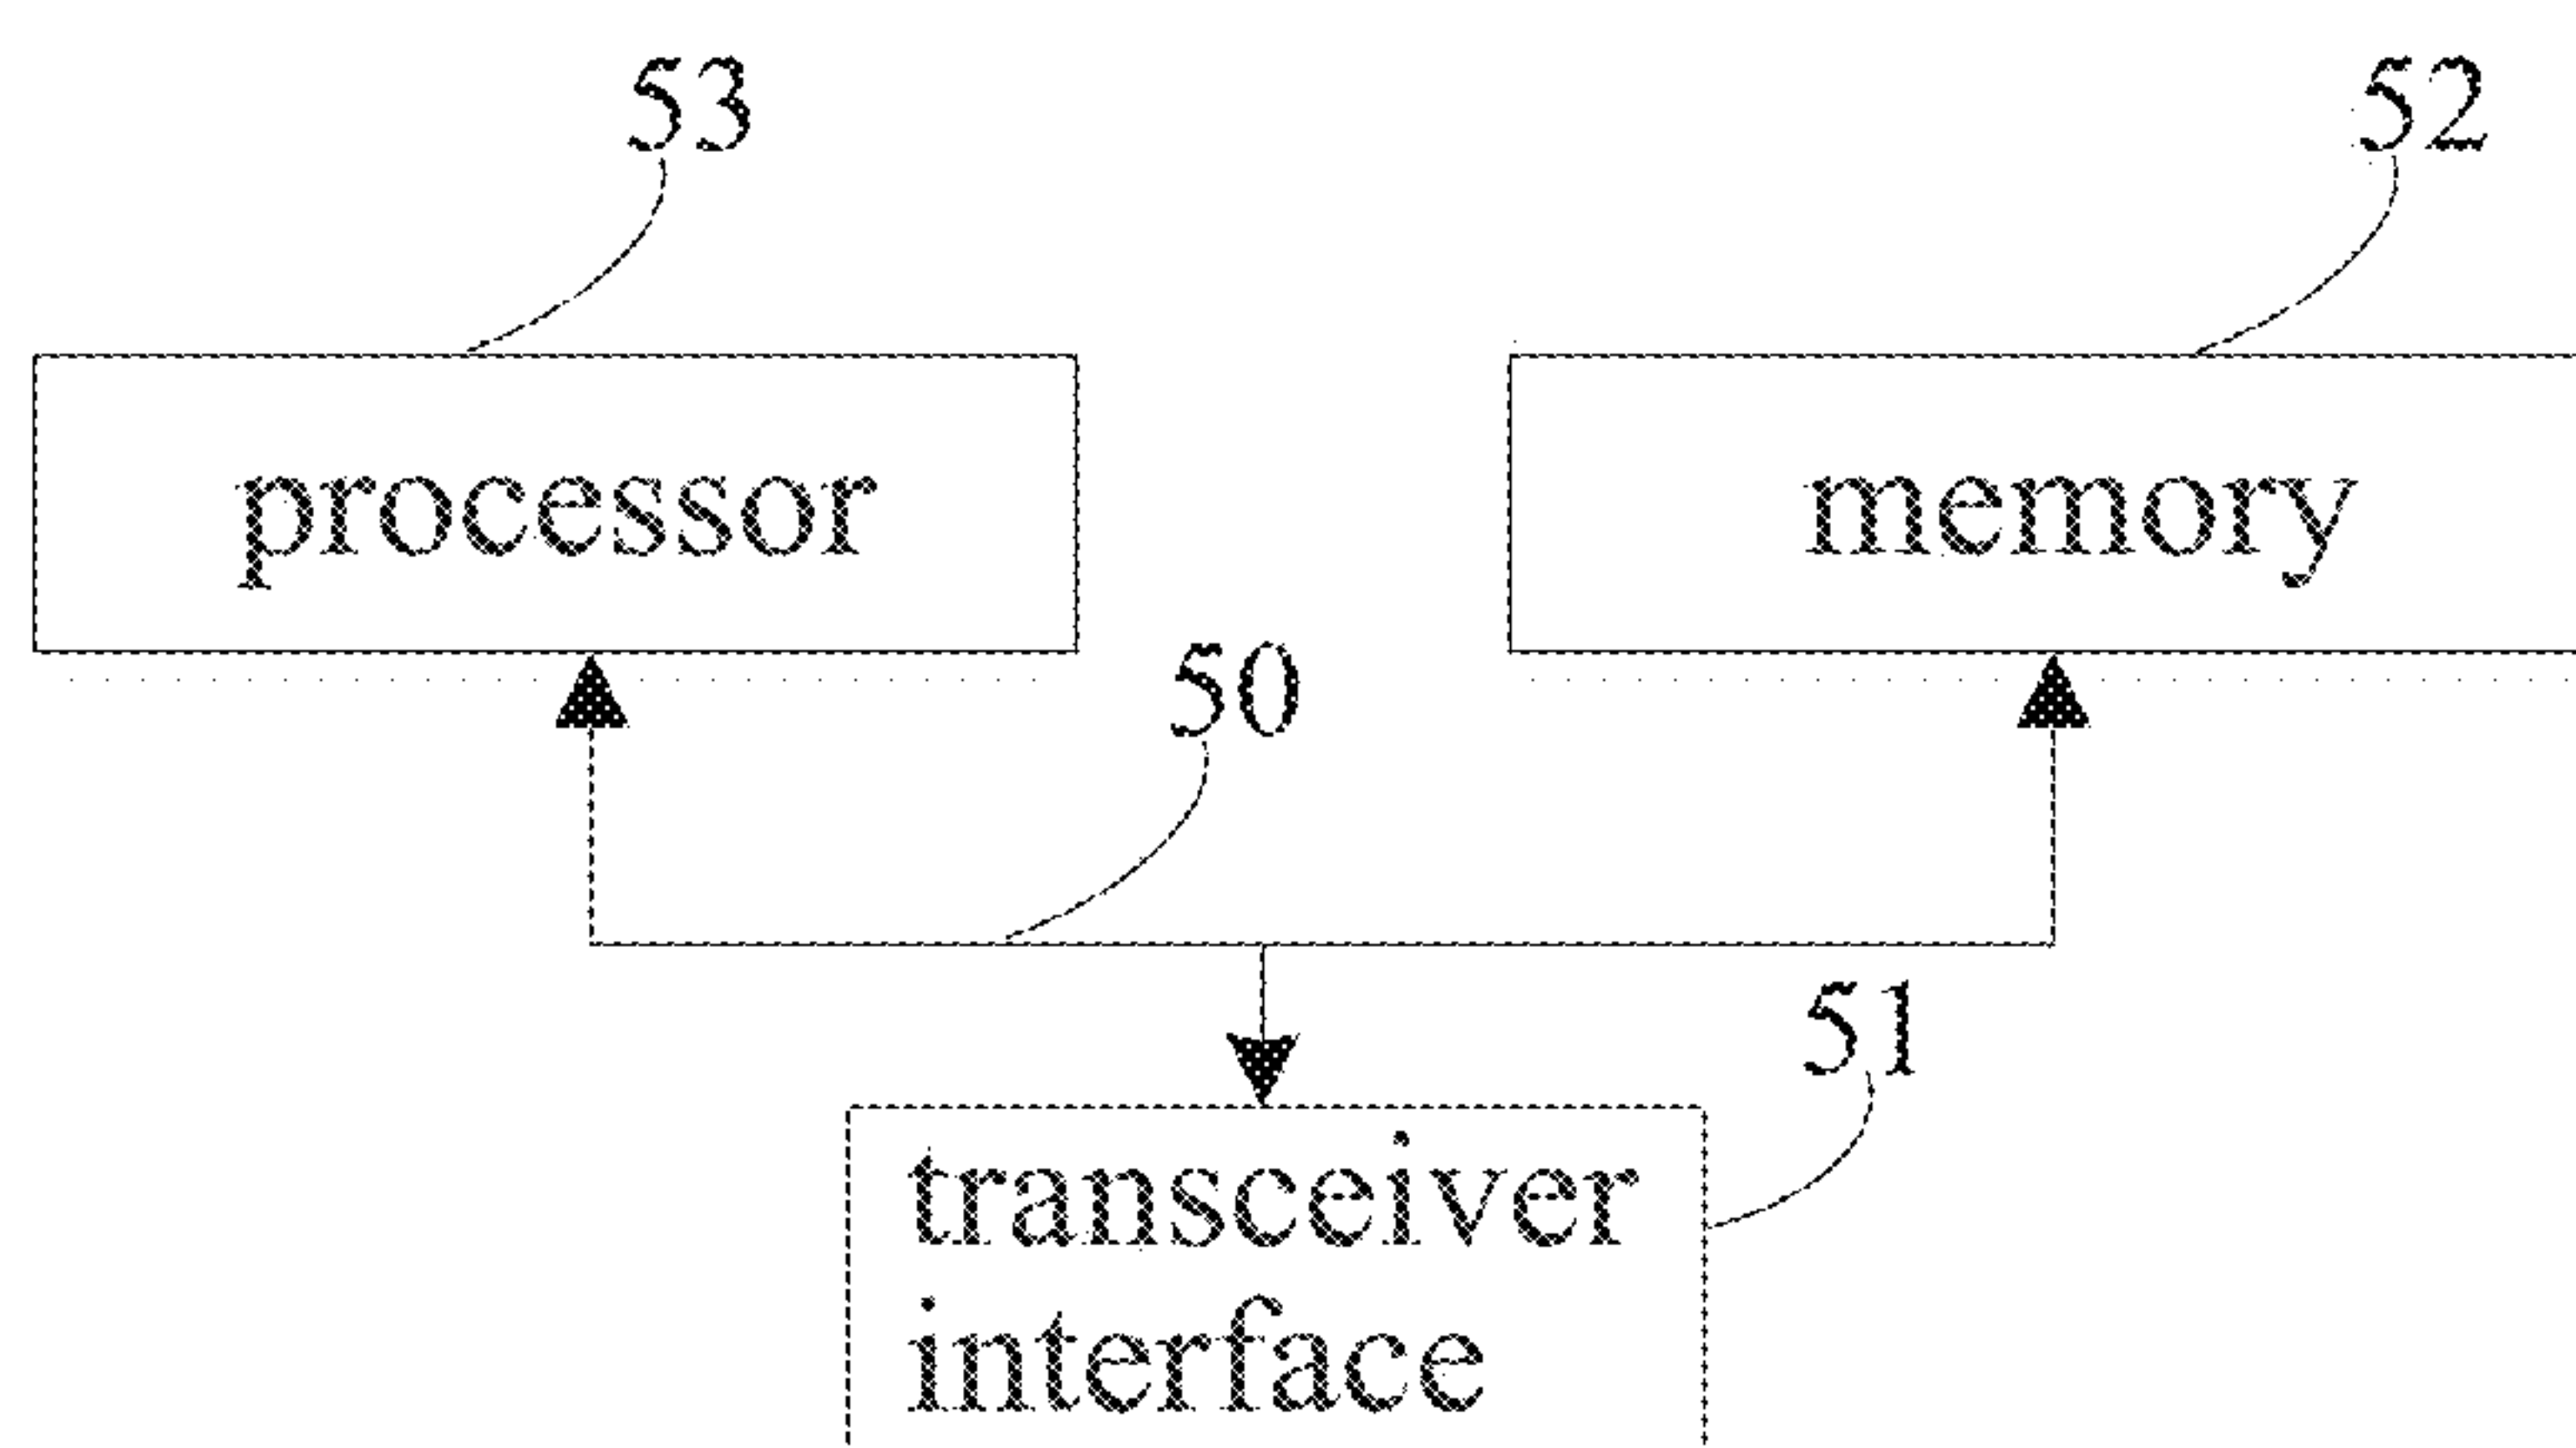 53
52
processor
memory
50
51
transceiver
interface